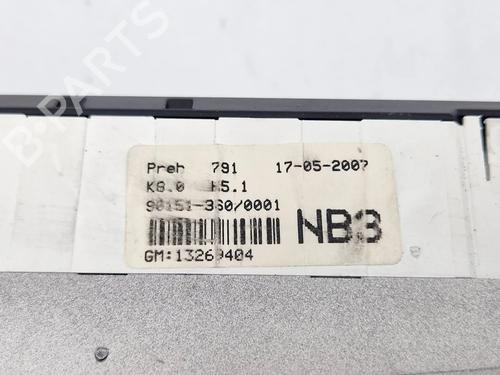 B-PARTS
Preh 791 17-05-2007
K8.0 H5.1
90151-360/0001
NB3
GM:13269404